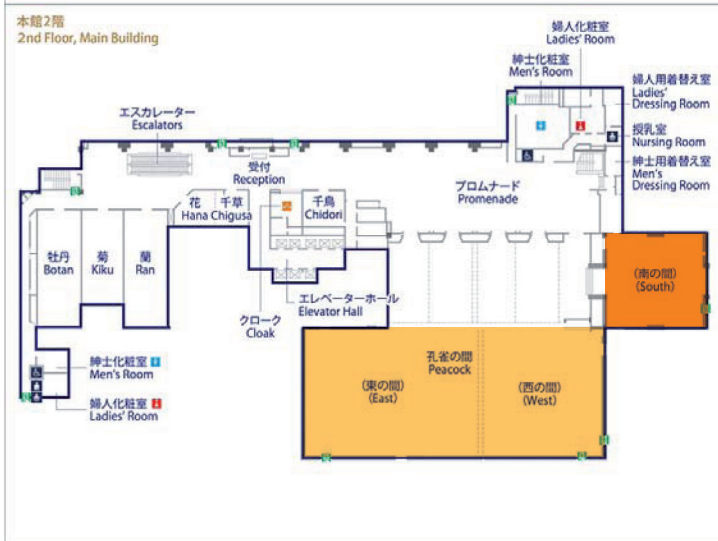 本館2階
2nd Floor, Main Building
婦人化粧室
Ladies' Room
紳士化粧室
Men's Room
婦人用着替え室
Ladies'
Dressing Room
エスカレーター
Escalators
授乳室
Nursing Room
受付
Reception
紳士用着替え室
Men's
Dressing Room
プロムナード
Promenade
花
Hana
千草
Chigusa
千鳥
Chidori
牡丹
Botan
菊
Kiku
蘭
Ran
(南の間)
(South)
エレベーターホール
Elevator Hall
クローク
Cloak
孔雀の間
Peacock
(東の間)
(East)
(西の間)
(West)
紳士化粧室
Men's Room
婦人化粧室
Ladies' Room